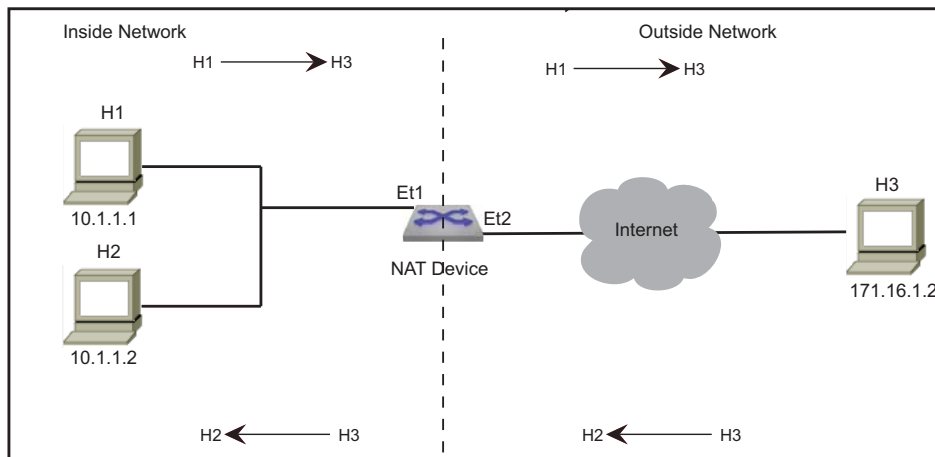 Inside Network
Outside Network
H1 H3
H1 H3
H1
10.1.1.1
H2
10.1.1.2
Et1
Et2
NAT Device
Internet
H3
171.16.1.2
H2 H3
H2 H3